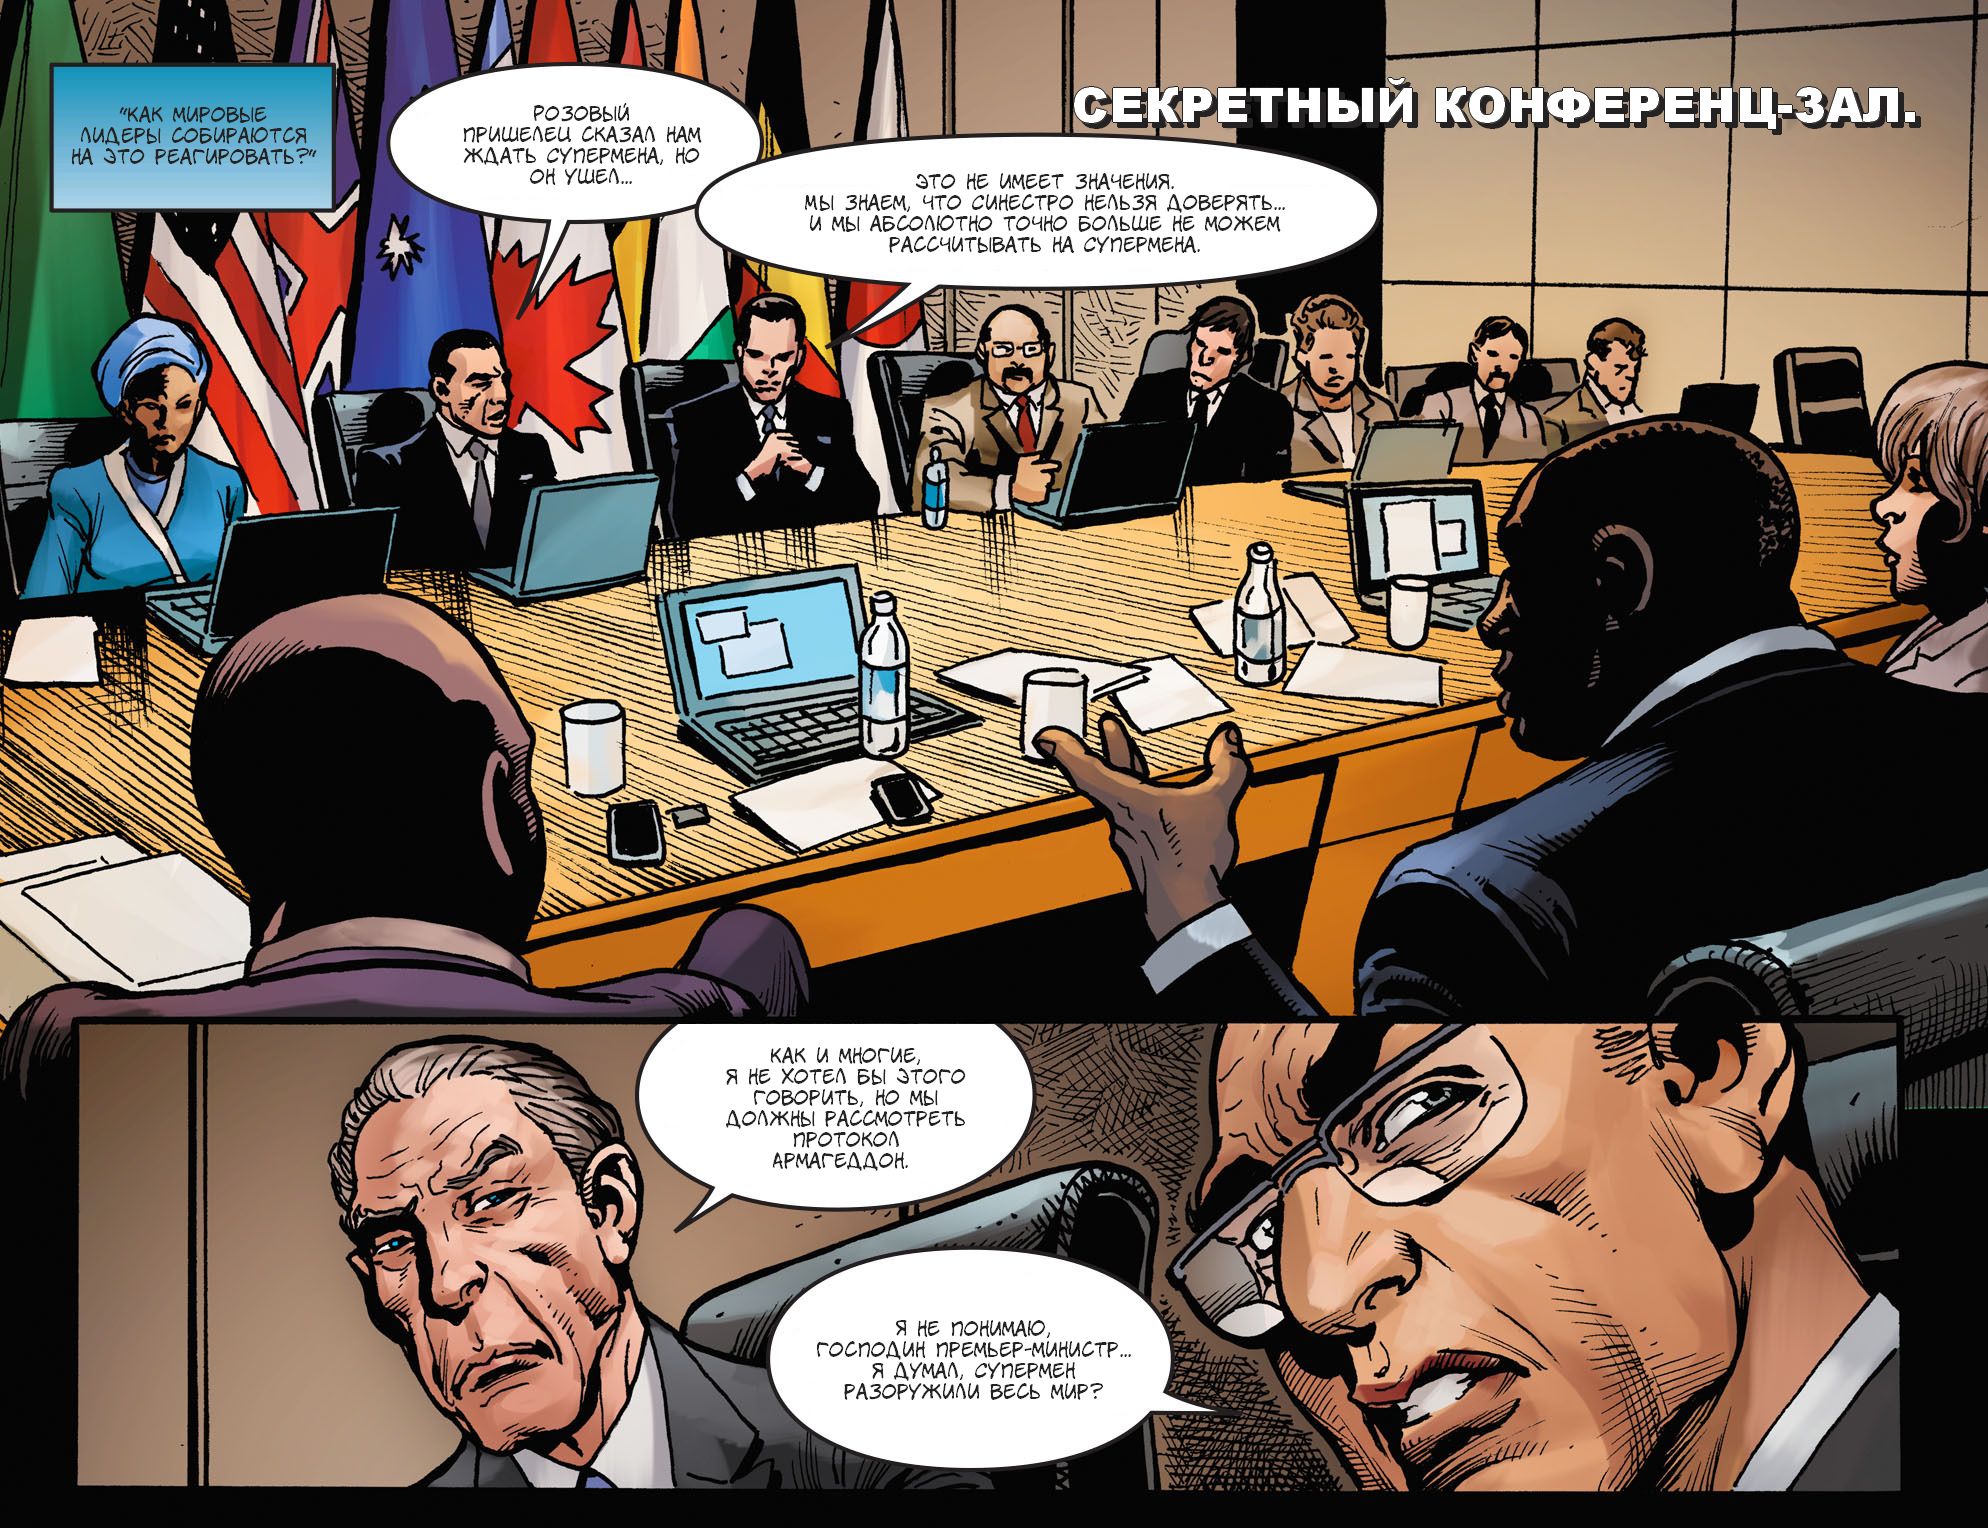 "КАК МИРОВЫЕ
ЛИДЕРЫ СОБИРАЮТСЯ
НА ЭТО РЕАГИРОВАТЬ?"
РОЗОВЫЙ
ПРИШЕЛЕЦ СКАЗАЛ НАМ
ЖДАТЬ СУПЕРМЕНА, НО
ОН УШЕЛ...
СЕКРЕТНЫЙ КОНФЕРЕНЦ-ЗАЛ.
ЭТО НЕ ИМЕЕТ ЗНАЧЕНИЯ.
МЫ ЗНАЕМ, ЧТО СИНЕСТРО НЕЛЬЗЯ ДОВЕРЯТЬ...
И МЫ АБСОЛЮТНО ТОЧНО БОЛЬШЕ НЕ МОЖЕМ
РАССЧИТЫВАТЬ НА СУПЕРМЕНА.
КАК И МНОГИЕ,
Я НЕ ХОТЕЛ БЫ ЭТОГО
ГОВОРИТЬ, НО МЫ
ДОЛЖНЫ РАССМОТРЕТЬ
ПРОТОКОЛ
АРМАГЕДДОН.
Я НЕ ПОНИМАЮ,
ГОСПОДИН ПРЕМЬЕР-МИНИСТР...
Я ДУМАЛ, СУПЕРМЕН
РАЗОРУЖИЛИ ВЕСЬ МИР?